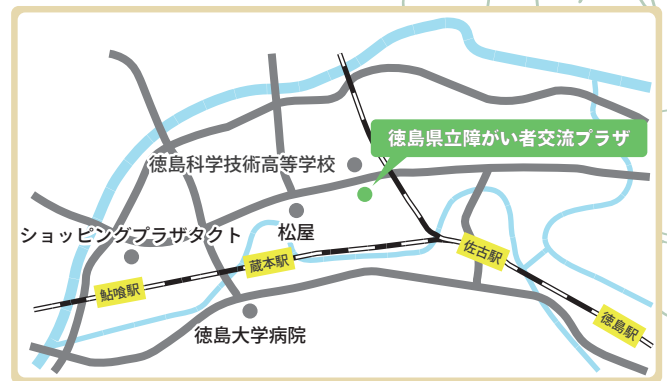 徳島県立障がい者交流プラザ
徳島科学技術高等学校
ショッピングプラザタクト
松屋
佐古駅
蔵本駅
鮎喰駅
徳島駅
徳島大学病院